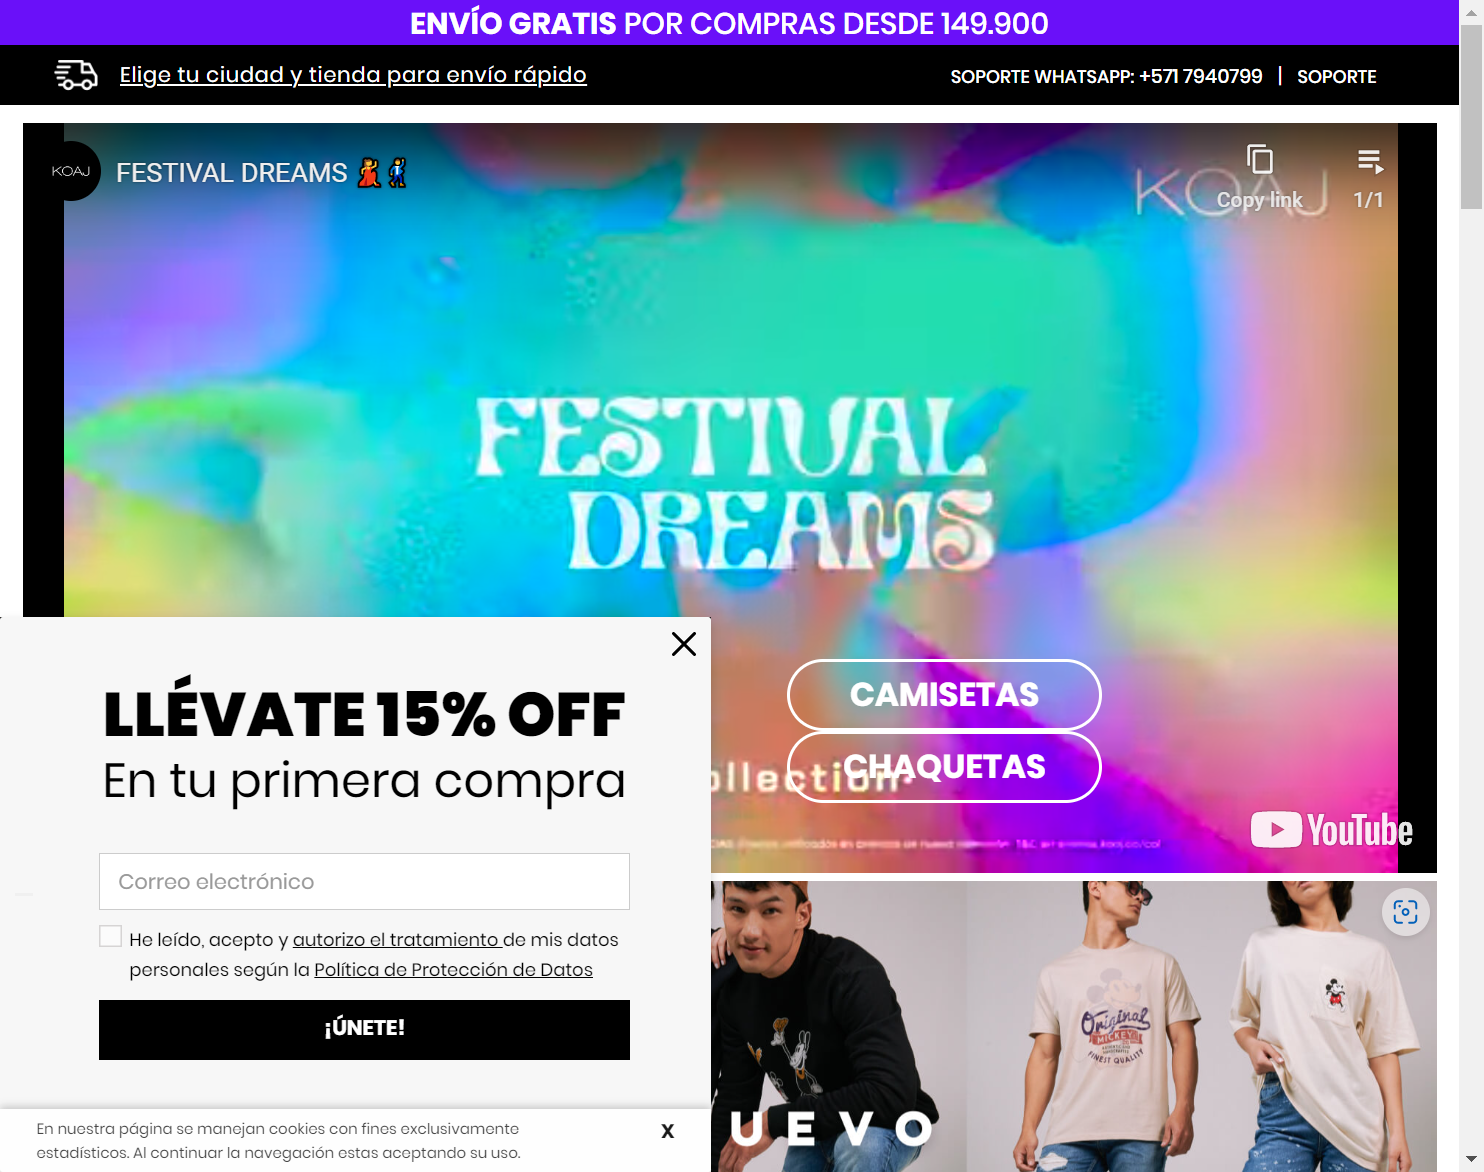 ENVÍO GRATIS POR COMPRAS DESDE 149.900
Elige tu ciudad y tienda para envío rápido
SOPORTE WHATSAPP: +571 7940799 | SOPORTE
KOAJ
FESTIVAL DREAMS
KOAJ
Copy link
1/1
FESTIVAL
DREAMS
CAMISETAS
CHAQUETAS
ollection
YouTube
LLÉVATE 15% OFF
En tu primera compra
Correo electrónico
He leído, acepto y autorizo el tratamiento de mis datos
personales según la Política de Protección de Datos
¡ÚNETE!
Original
MICKEY
FINEST QUALITY
UEVO
En nuestra página se manejan cookies con fines exclusivamente
estadísticos. Al continuar la navegación estas aceptando su uso.
X